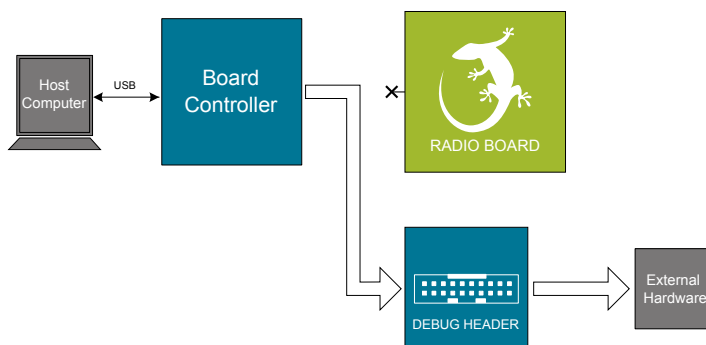 Host
Computer
USB
Board
Controller
RADIO BOARD
DEBUG HEADER
External
Hardware